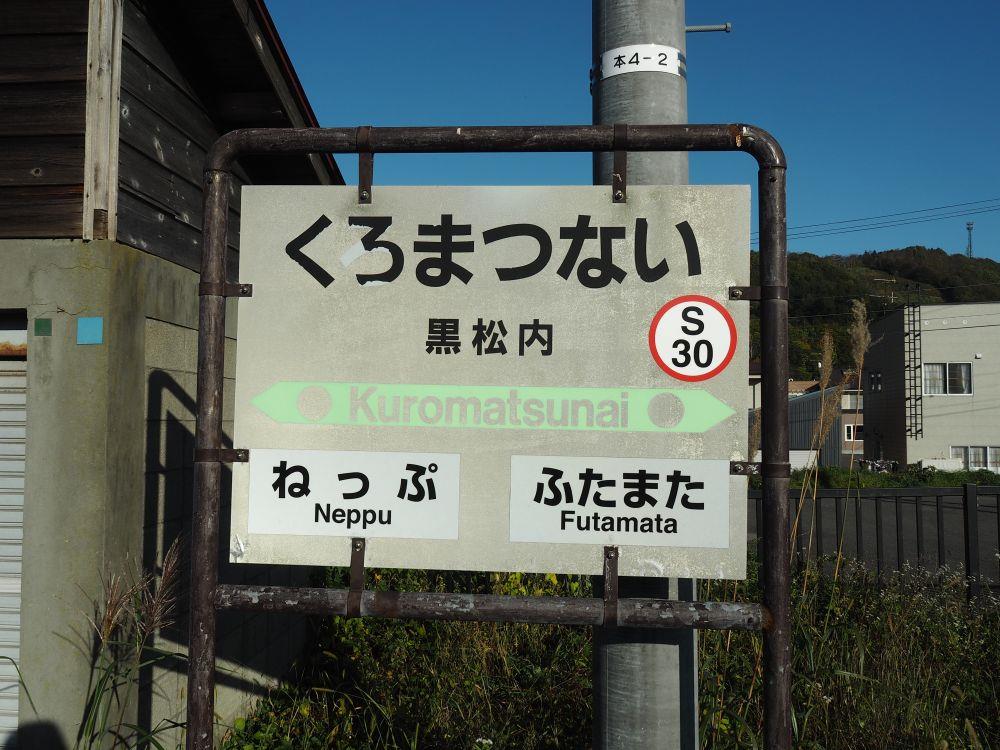 本4-2
くろまつない
黒松内
S
30
Kuromatsunai
ねっぷ
Neppu
ふたまた
Futamata